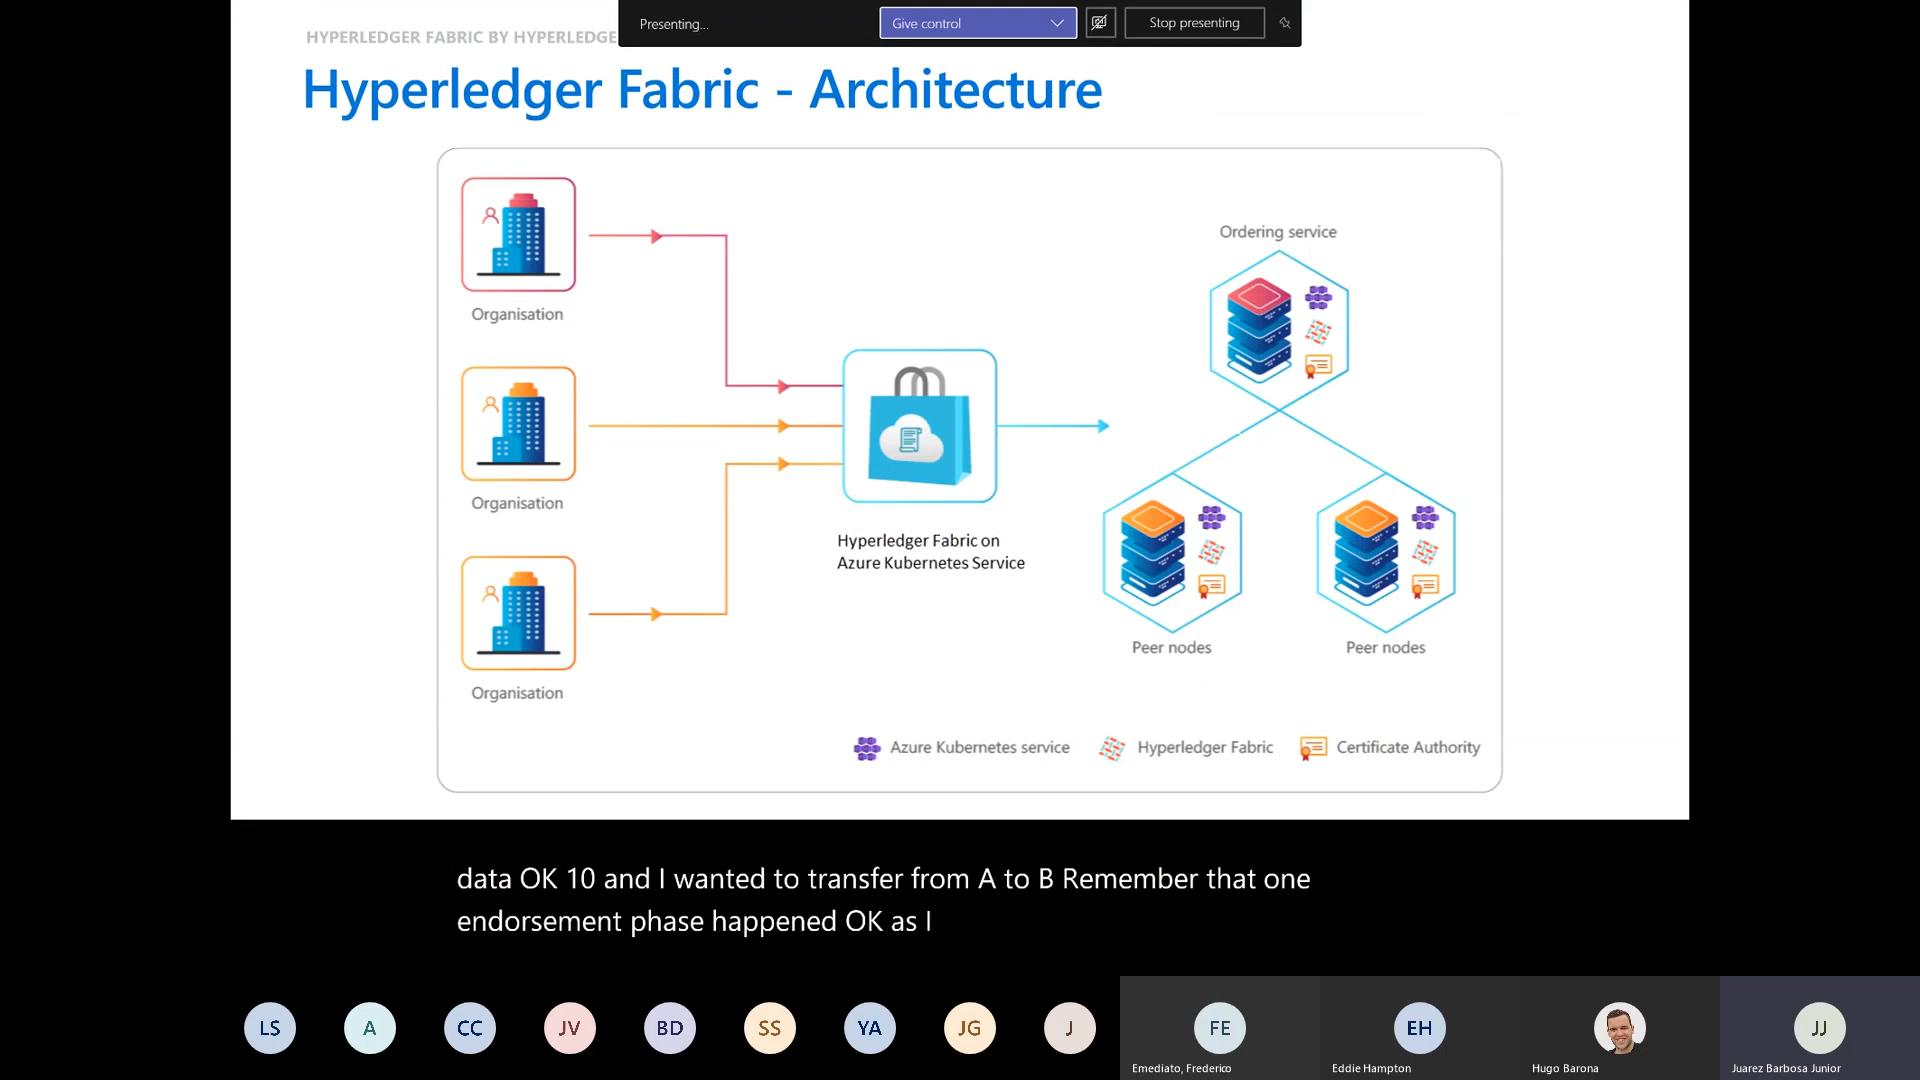 HYPERLEDGER FABRIC BY HYPERLEDGE
Presenting...
Give control
Stop presenting
Hyperledger Fabric - Architecture
Organisation
Organisation
Organisation
Hyperledger Fabric on
Azure Kubernetes Service
Ordering service
Peer nodes
Peer nodes
Azure Kubernetes service
Hyperledger Fabric
Certificate Authority
data OK 10 and I wanted to transfer from A to B Remember that one
endorsement phase happened OK as I
LS
A
CC
JV
BD
SS
YA
JG
J
FE
EH
JJ
Emediato, Frederico
Eddie Hampton
Hugo Barona
Juarez Barbosa Junior